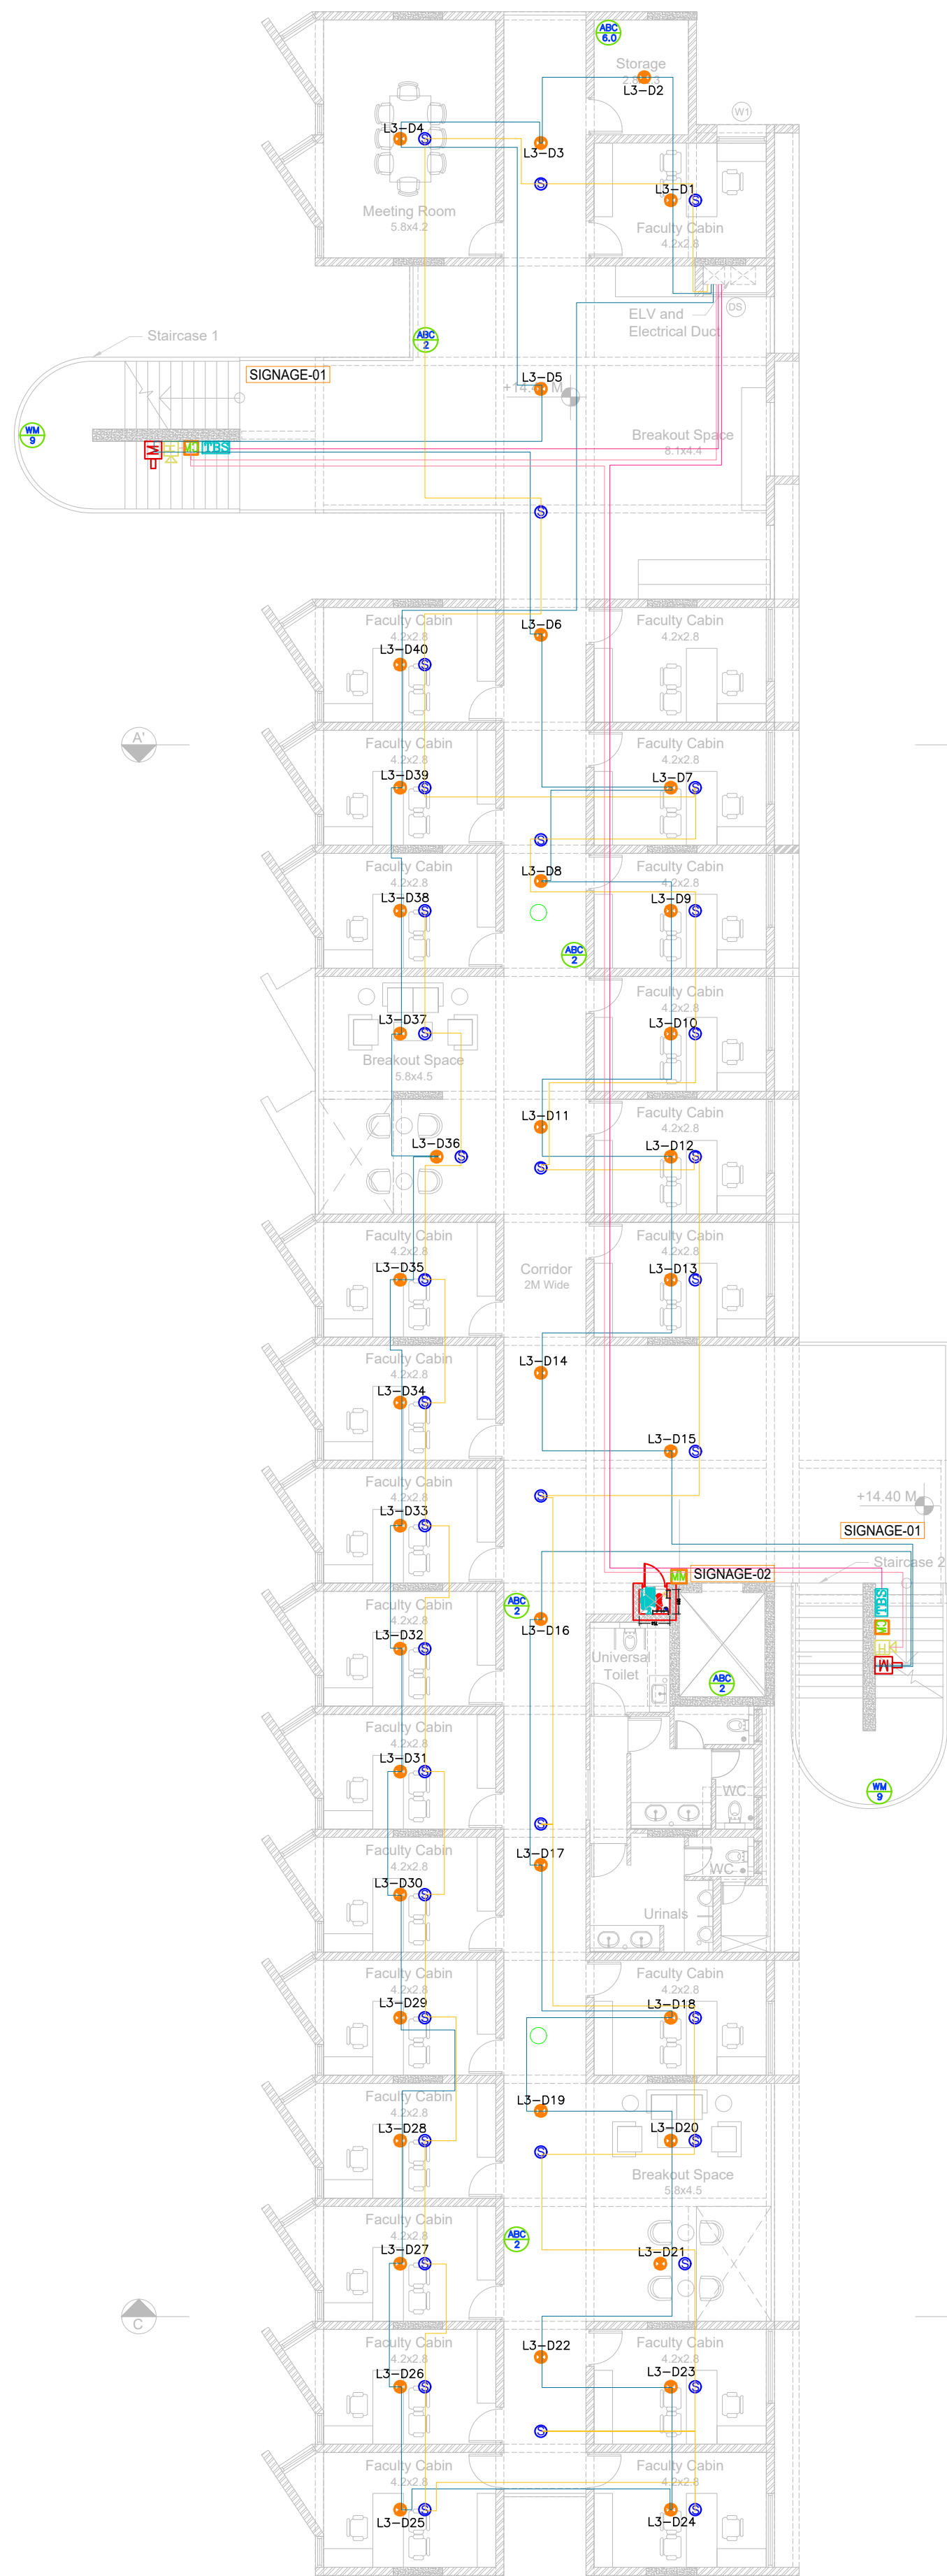 ABC
6.0
Storage
L3-D2
W1
L3-D4
L3-D3
S
S
L3-D1
S
Meeting Room
5.8x4.2
Faculty Cabin
4.2x2.8
ELV and
Electrical Duct
DS
Staircase 1
ABC
2
SIGNAGE-01
L3-D5
WM
9
TBS
Breakout Space
8.1x4.4
S
Faculty Cabin
4.2x2.8
L3-D6
Faculty Cabin
4.2x2.8
L3-D40
S
A'
Faculty Cabin
4.2x2.8
Faculty Cabin
4.2x2.8
L3-D39
S
L3-D7
S
S
Faculty Cabin
4.2x2.8
L3-D8
Faculty Cabin
4.2x2.8
L3-D38
S
L3-D9
S
ABC
2
Faculty Cabin
4.2x2.8
L3-D37
S
L3-D10
S
Breakout Space
5.8x4.5
Faculty Cabin
4.2x2.8
L3-D11
L3-D36
S
S
L3-D12
S
Faculty Cabin
4.2x2.8
Corridor
2M Wide
Faculty Cabin
4.2x2.8
L3-D35
S
L3-D13
S
Faculty Cabin
4.2x2.8
L3-D14
L3-D34
S
L3-D15
S
Faculty Cabin
4.2x2.8
S
+14.40 M
L3-D33
S
SIGNAGE-01
Staircase 2
MM
SIGNAGE-02
Faculty Cabin
4.2x2.8
ABC
2
TBS
L3-D16
L3-D32
S
Universal
Toilet
H
ABC
2
Faculty Cabin
4.2x2.8
L3-D31
S
WC
WM
9
S
Faculty Cabin
4.2x2.8
L3-D17
WC
L3-D30
S
Urinals
Faculty Cabin
4.2x2.8
Faculty Cabin
4.2x2.8
L3-D29
S
L3-D18
S
Faculty Cabin
4.2x2.8
L3-D19
L3-D28
S
S
L3-D20
S
Breakout Space
5.8x4.5
Faculty Cabin
4.2x2.8
ABC
2
L3-D27
S
L3-D21
S
C
Faculty Cabin
4.2x2.8
L3-D22
Faculty Cabin
4.2x2.8
L3-D26
S
L3-D23
S
S
Faculty Cabin
4.2x2.8
Faculty Cabin
4.2x2.8
S
S
L3-D25
L3-D24